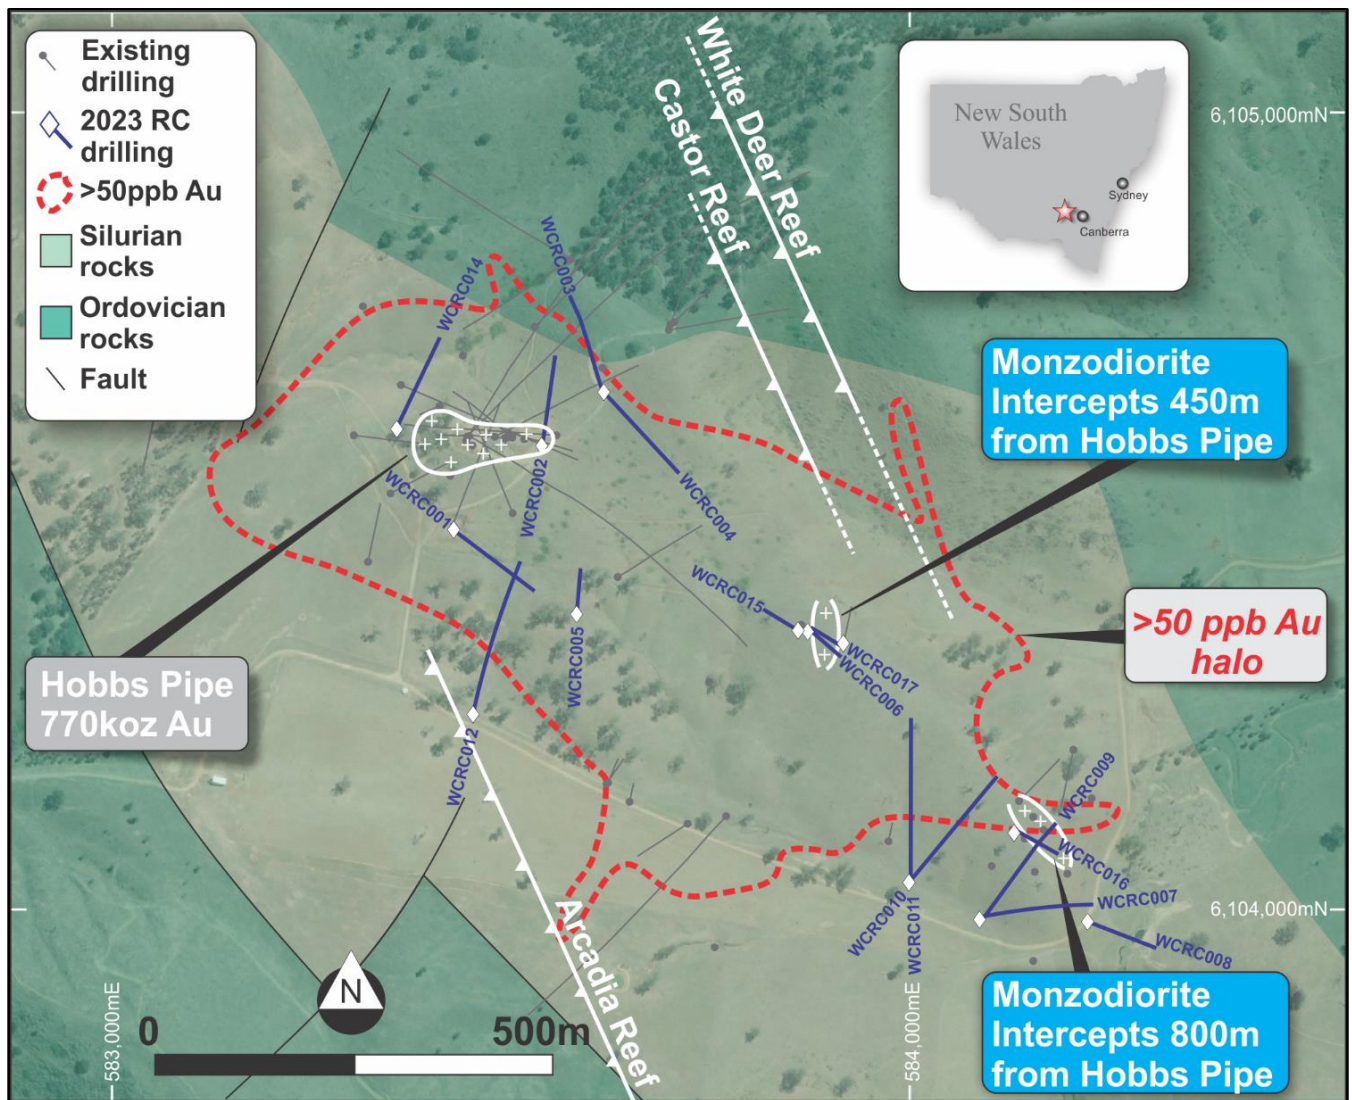 Existing
drilling
2023 RC
drilling
>50ppb Au
Silurian
rocks
Ordovician
rocks
Fault
White Deer Reef
Castor Reef
New South
Wales
Sydney
Canberra
6,105,000mN
WCRC014
WCRC003
Monzodiorite
Intercepts 450m
from Hobbs Pipe
WCRC001
WCRC002
WCRC004
WCRC015
WCRC005
WCRC017
WCRC006
>50 ppb Au
halo
Hobbs Pipe
770koz Au
WCRC012
WCRC009
WCRC016
WCRC010
WCRC011
WCRC007
WCRC008
6,104,000mN
Arcadia Reef
N
0
500m
583,000mE
584,000mE
Monzodiorite
Intercepts 800m
from Hobbs Pipe